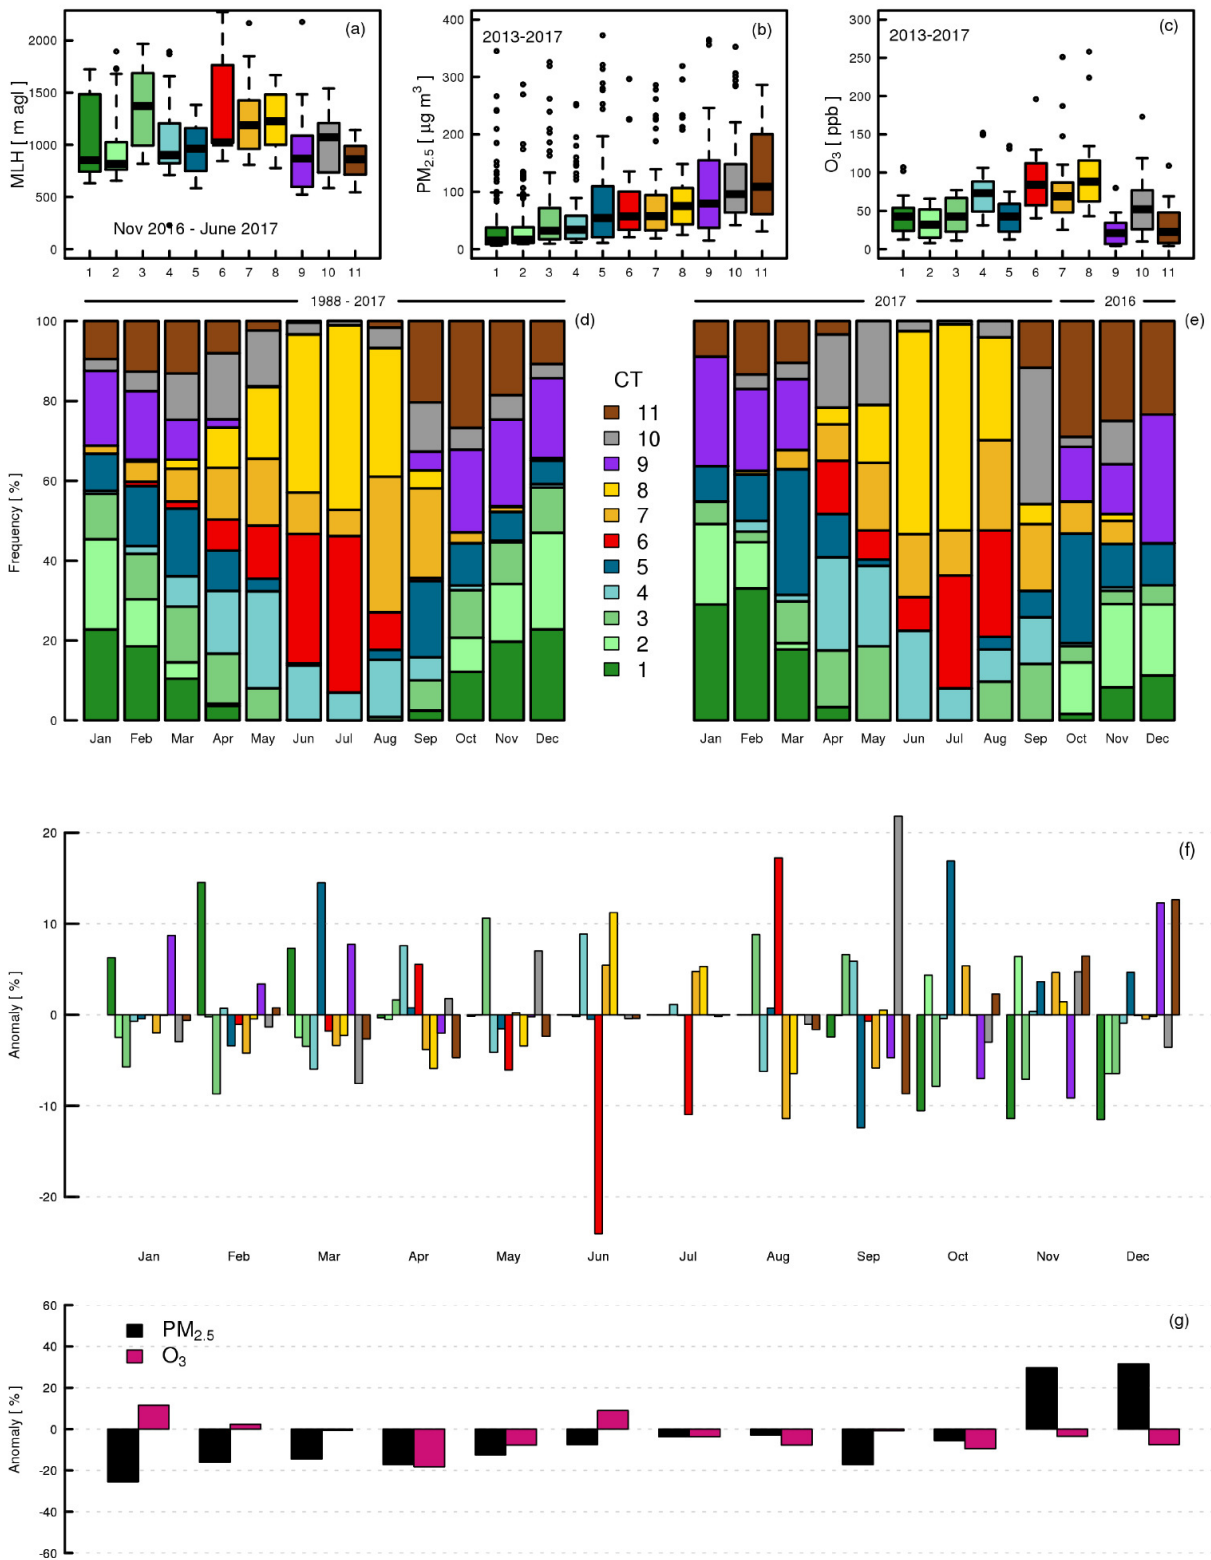 (a)
MLH [ m agl]
2000
1500
1000
500
0
Nov 2016 - June 2017
1 2 3 4 5 6 7 8 9 10 11
(b)
2013-2017
PM2.5 [ µg m3 ]
400
300
200
100
0
1 2 3 4 5 6 7 8 9 10 11
(c)
2013-2017
O3 [ ppb]
300
250
200
150
100
50
0
1 2 3 4 5 6 7 8 9 10 11
1988 - 2017
(d)
Frequency [ % ]
100
80
60
40
20
0
Jan Feb Mar Apr May Jun Jul Aug Sep Oct Nov Dec
CT
11
10
9
8
7
6
5
4
3
2
1
2017
2016
(e)
Jan Feb Mar Apr May Jun Jul Aug Sep Oct Nov Dec
(f)
Anomaly [ % ]
20
10
0
-10
-20
Jan Feb Mar Apr May Jun Jul Aug Sep Oct Nov Dec
(g)
Anomaly [ % ]
60
40
20
0
-20
-40
-60
PM2.5
O3